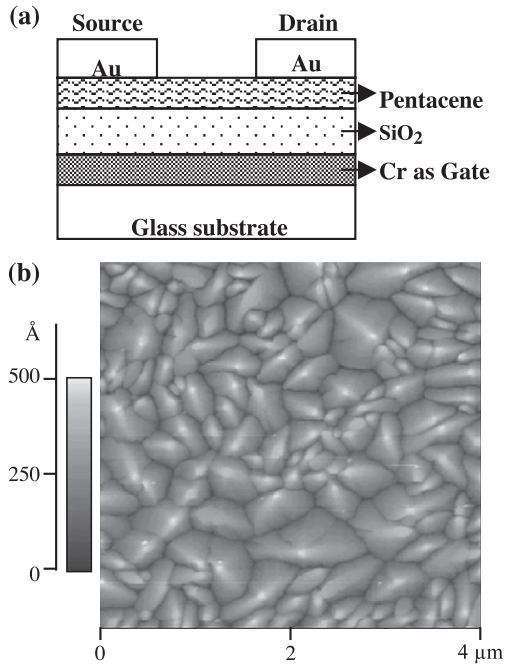 (a)
Source Drain
Au Au
Pentacene
SiO₂
Cr as Gate
Glass substrate
(b)
Å
500
250
0
0 2 4 μm